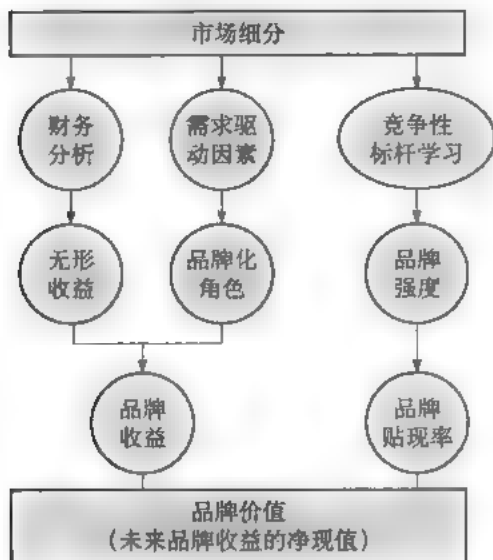 市场细分
财务
分析
需求驱
动因素
竞争性
标杆学习
无形
收益
品牌化
角色
品牌
强度
品牌
收益
品牌
贴现率
品牌价值
(未来品牌收益的净现值)